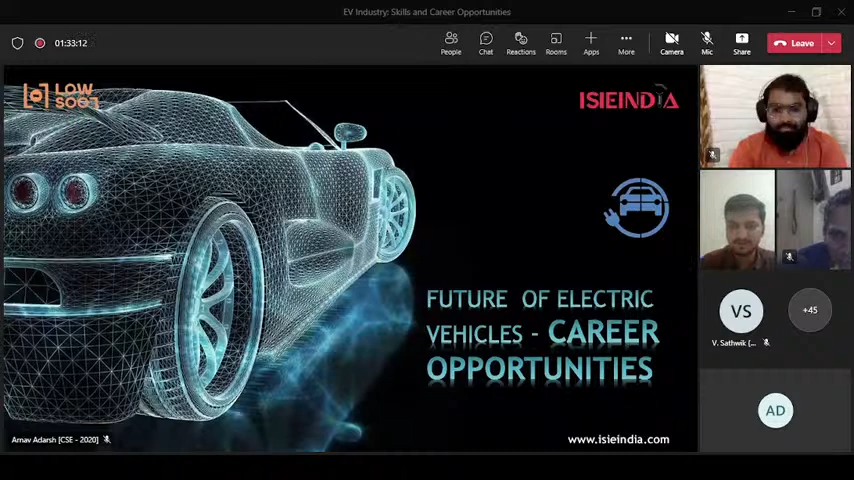 EV Industry: Skills and Career Opportunities
01:33:12
People
Chat
Reactions
Rooms
Apps
More
Camera
Mic
Share
Leave
LOW
SOOT
ISIEINDIA
FUTURE OF ELECTRIC
VEHICLES - CAREER
OPPORTUNITIES
www.isieindia.com
Arnav Adarsh [CSE - 2020]
VS
V. Sathwik (...
+45
AD